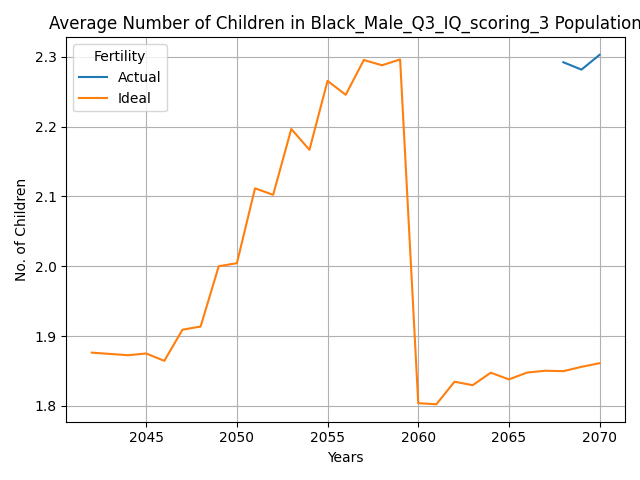 Average Number of Children in Black_Male_Q3_IQ_scoring_3 Population
Fertility
Actual
Ideal
No. of Children
2.3
2.2
2.1
2.0
1.9
1.8
2045 2050 2055 2060 2065 2070
Years